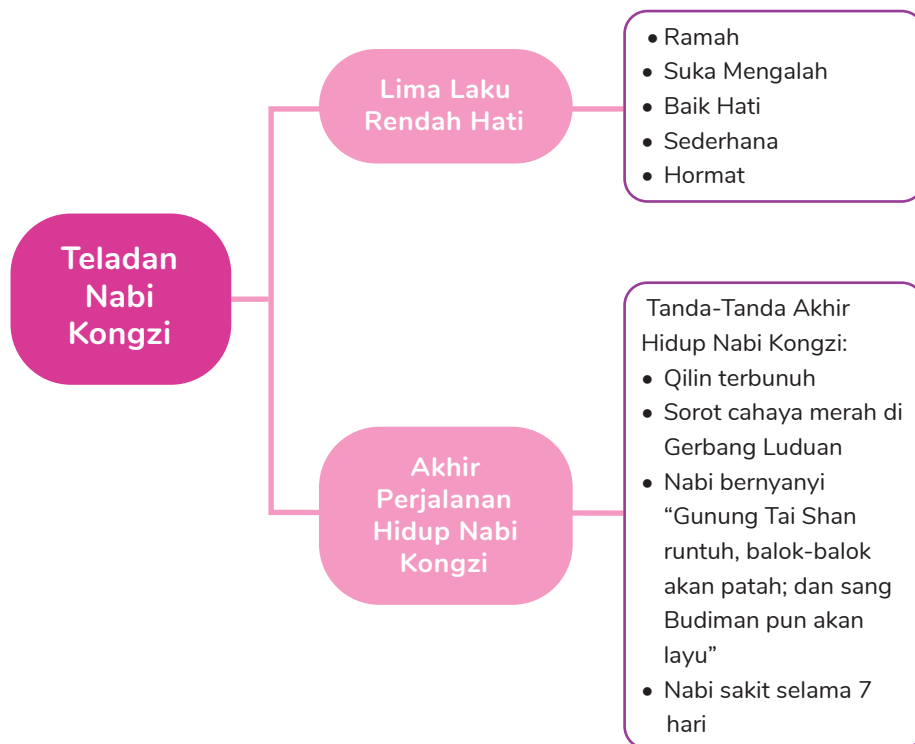 Teladan
Nabi
Kongzi
Lima Laku
Rendah Hati
• Ramah
• Suka Mengalah
• Baik Hati
• Sederhana
• Hormat
Akhir
Perjalanan
Hidup Nabi
Kongzi
Tanda-Tanda Akhir
Hidup Nabi Kongzi:
• Qilin terbunuh
• Sorot cahaya merah di
Gerbang Luduan
• Nabi bernyanyi
“Gunung Tai Shan
runtuh, balok-balok
akan patah; dan sang
Budiman pun akan
layu”
• Nabi sakit selama 7
hari